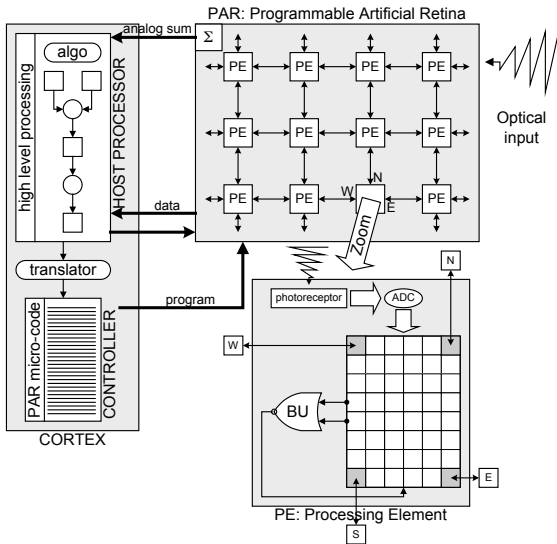 PAR: Programmable Artificial Retina
analog sum
Σ
algo
high level processing
HOST PROCESSOR
PE
PE
PE
PE
PE
PE
PE
PE
PE
PE
PE
N
W
E
Zoom
Optical
input
data
translator
program
PAR micro-code
CONTROLLER
CORTEX
photoreceptor
ADC
N
W
BU
E
S
PE: Processing Element